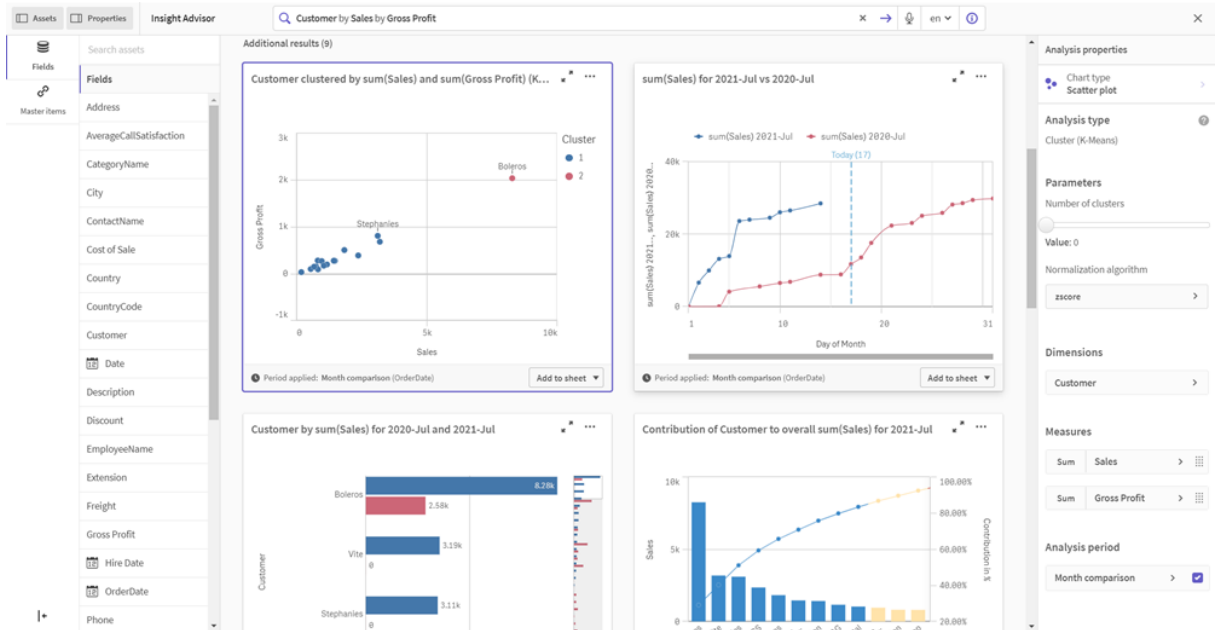 Assets
Properties
Insight Advisor
Customer by Sales by Gross Profit
en
Fields
Master items
Search assets
Fields
Address
AverageCallSatisfaction
CategoryName
City
ContactName
Cost of Sale
Country
CountryCode
Customer
Date
Description
Discount
EmployeeName
Extension
Freight
Gross Profit
Hire Date
OrderDate
Phone
Additional results (9)
Customer clustered by sum(Sales) and sum(Gross Profit) (K...
3k
2k
1k
0
-1k
Gross Profit
Boleros
Stephanies
Cluster
1
2
0
5k
10k
Sales
Period applied: Month comparison (OrderDate)
Add to sheet
sum(Sales) for 2021-Jul vs 2020-Jul
sum(Sales) 2021-Jul
sum(Sales) 2020-Jul
Today (17)
40k
20k
0
sum(Sales) 2021..., sum(Sales) 2020...
1
10
20
31
Day of Month
Period applied: Month comparison (OrderDate)
Add to sheet
Customer by sum(Sales) for 2020-Jul and 2021-Jul
Customer
Boleros
8.28k
2.58k
Vite
3.19k
0
Stephanies
3.11k
0
Contribution of Customer to overall sum(Sales) for 2021-Jul
10k
5k
0
Sales
100.00%
80.00%
60.00%
40.00%
20.00%
Contribution in %
Analysis properties
Chart type
Scatter plot
Analysis type
Cluster (K-Means)
Parameters
Number of clusters
Value: 0
Normalization algorithm
zscore
Dimensions
Customer
Measures
Sum
Sales
Sum
Gross Profit
Analysis period
Month comparison